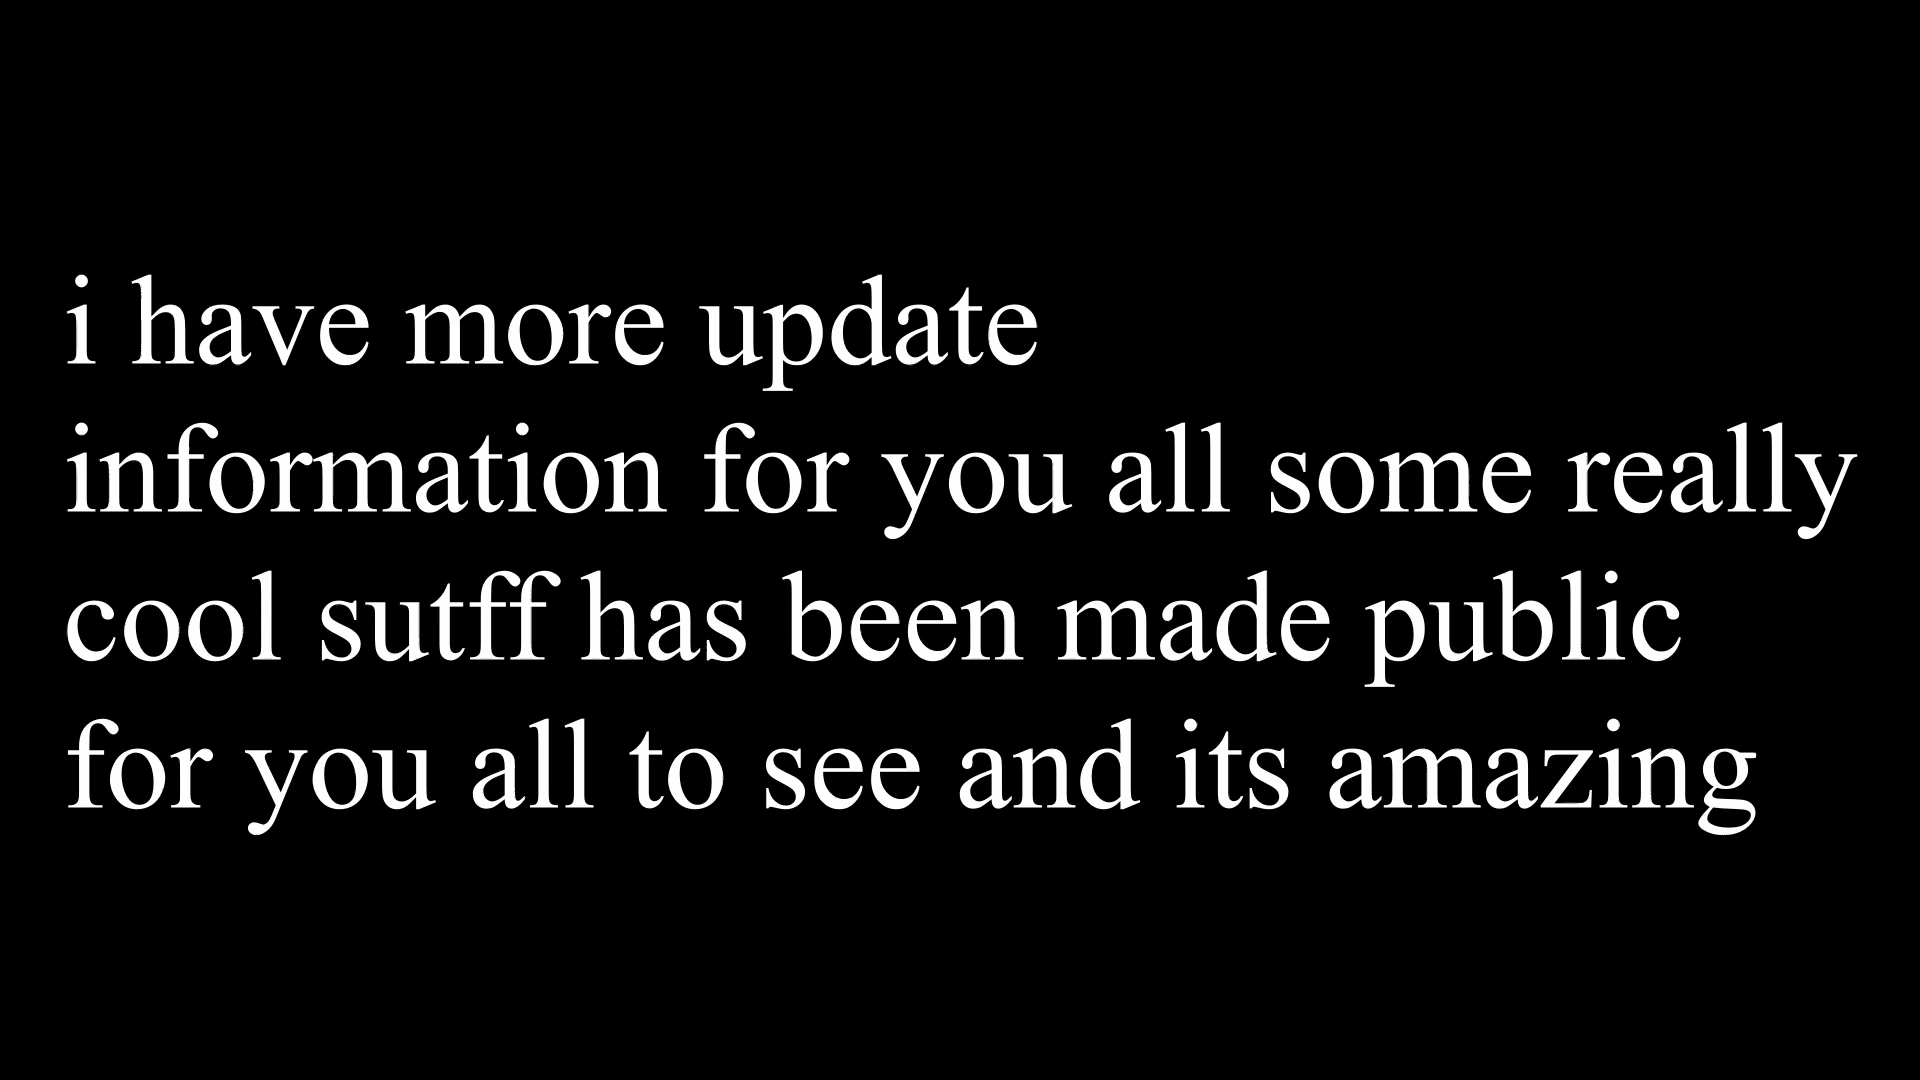 i have more update
information for you all some really
cool sutff has been made public
for you all to see and its amazing